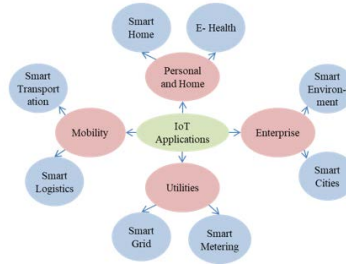 Smart
Home
E- Health
Personal
and Home
Smart
Transport
ation
Smart
Environ-
ment
Mobility
IoT
Applications
Enterprise
Smart
Logistics
Smart
Cities
Utilities
Smart
Grid
Smart
Metering